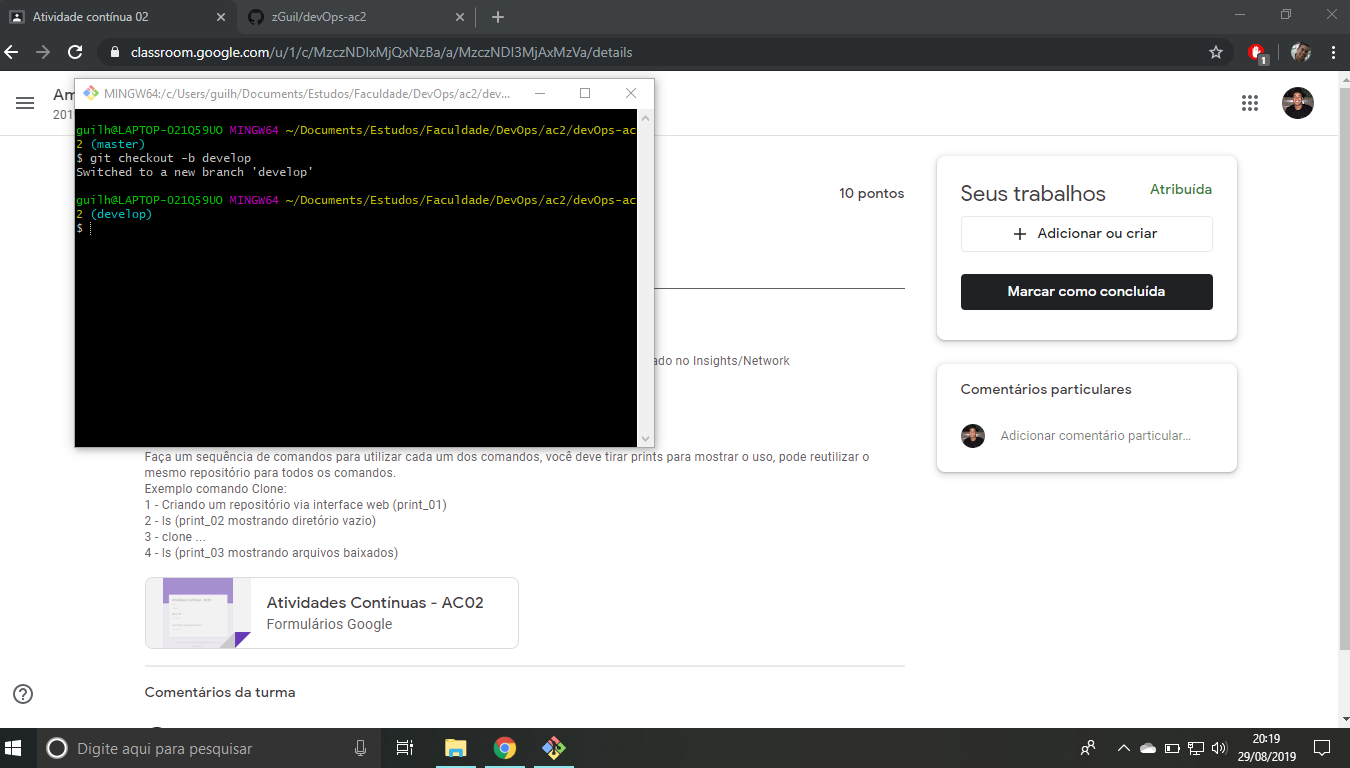 Atividade contínua 02
zGuil/devOps-ac2
classroom.google.com/u/1/c/MzczNDIxMjQxNzBa/a/MzczNDI3MjAxMzVa/details
1
MINGW64:/c/Users/guilh/Documents/Estudos/Faculdade/DevOps/ac2/dev...
Am
201
guilh@LAPTOP-O21Q59UO MINGW64 ~/Documents/Estudos/Faculdade/DevOps/ac2/devOps-ac
2 (master)
$ git checkout -b develop
Switched to a new branch 'develop'
guilh@LAPTOP-O21Q59UO MINGW64 ~/Documents/Estudos/Faculdade/DevOps/ac2/devOps-ac
2 (develop)
$
10 pontos
ado no Insights/Network
Faça um sequência de comandos para utilizar cada um dos comandos, você deve tirar prints para mostrar o uso, pode reutilizar o
mesmo repositório para todos os comandos.
Exemplo comando Clone:
1 - Criando um repositório via interface web (print_01)
2 - ls (print_02 mostrando diretório vazio)
3 - clone ...
4 - ls (print_03 mostrando arquivos baixados)
Atividades Contínuas - AC02
Formulários Google
Comentários da turma
Seus trabalhos
Atribuída
Adicionar ou criar
Marcar como concluída
Comentários particulares
Adicionar comentário particular...
Digite aqui para pesquisar
20:19
29/08/2019